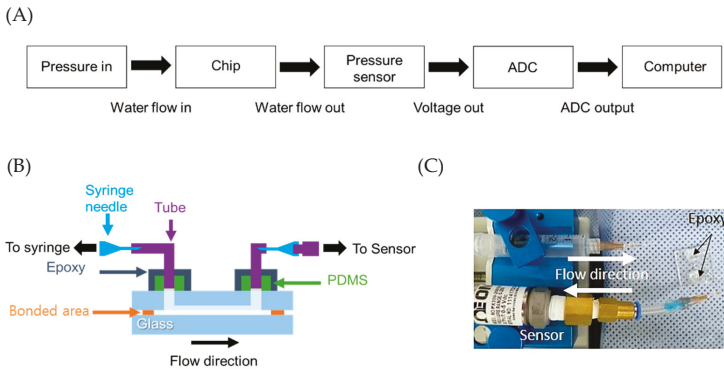 (A)
Pressure in
Chip
Pressure
sensor
ADC
Computer
Water flow in
Water flow out
Voltage out
ADC output
(B)
Syringe
needle
Tube
To syringe
To Sensor
Epoxy
PDMS
Bonded area
Glass
Flow direction
(C)
Epoxy
Flow direction
Sensor